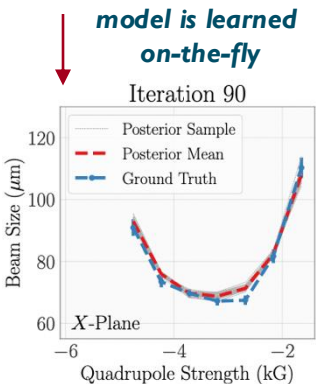 model is learned
on-the-fly
Iteration 90
Posterior Sample
Posterior Mean
Ground Truth
Beam Size (μm)
120
100
80
60
X-Plane
−6
−4
−2
Quadrupole Strength (kG)